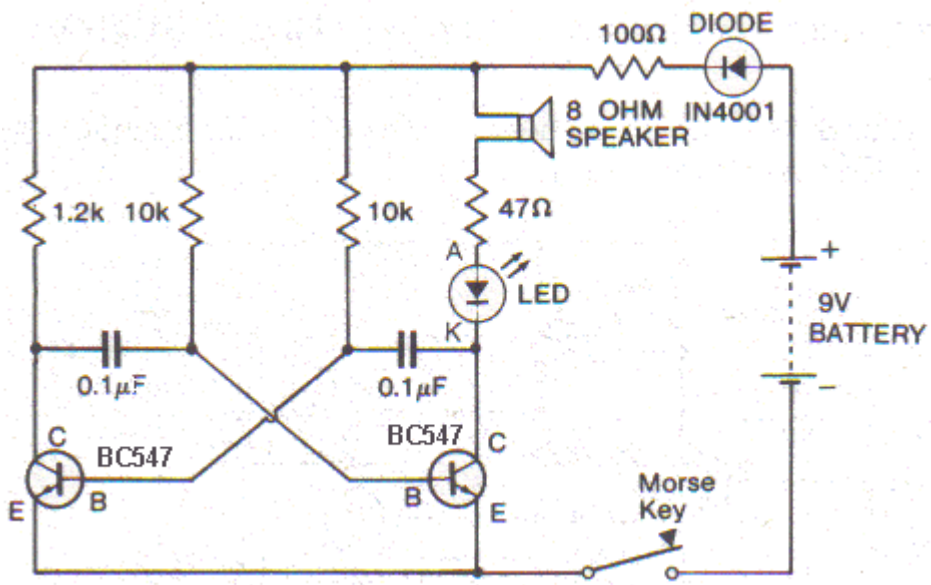 100Ω
DIODE
8 OHM
SPEAKER
IN4001
1.2k
10k
10k
47Ω
A
LED
K
+
9V
BATTERY
−
0.1µF
0.1µF
C
BC547
B
E
BC547
C
B
E
Morse
Key